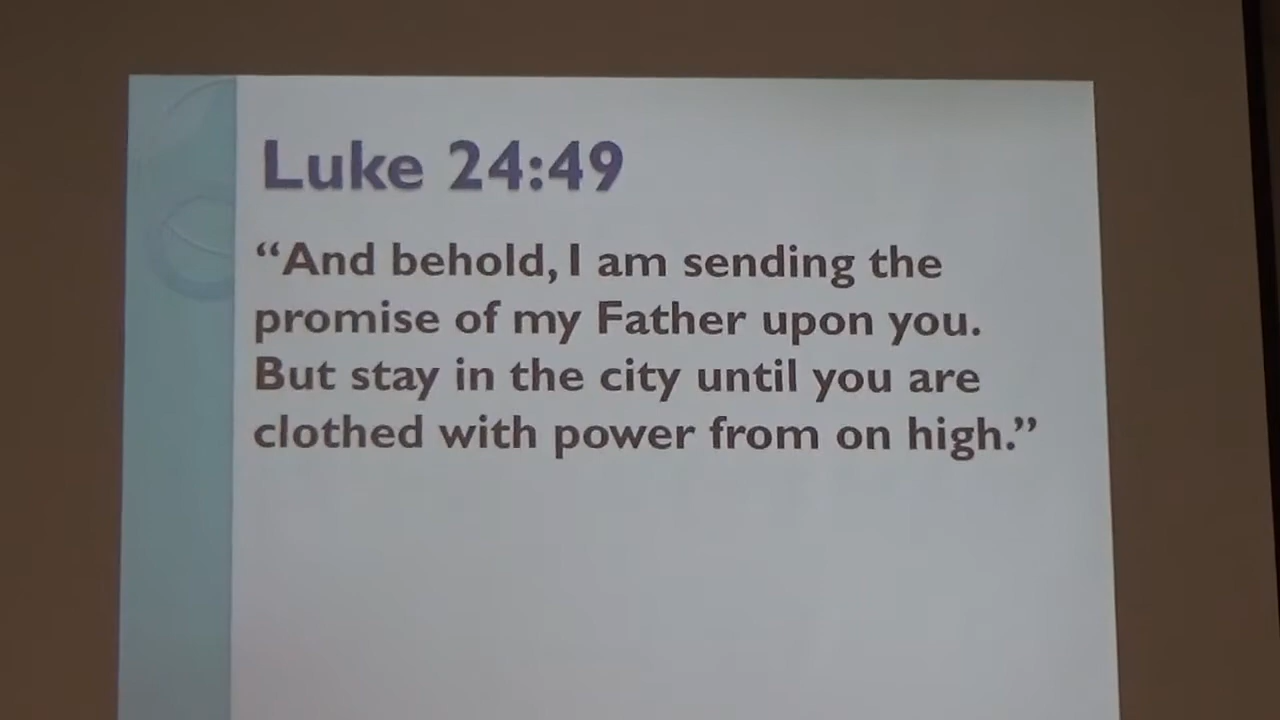 Luke 24:49
“And behold, I am sending the
promise of my Father upon you.
But stay in the city until you are
clothed with power from on high.”